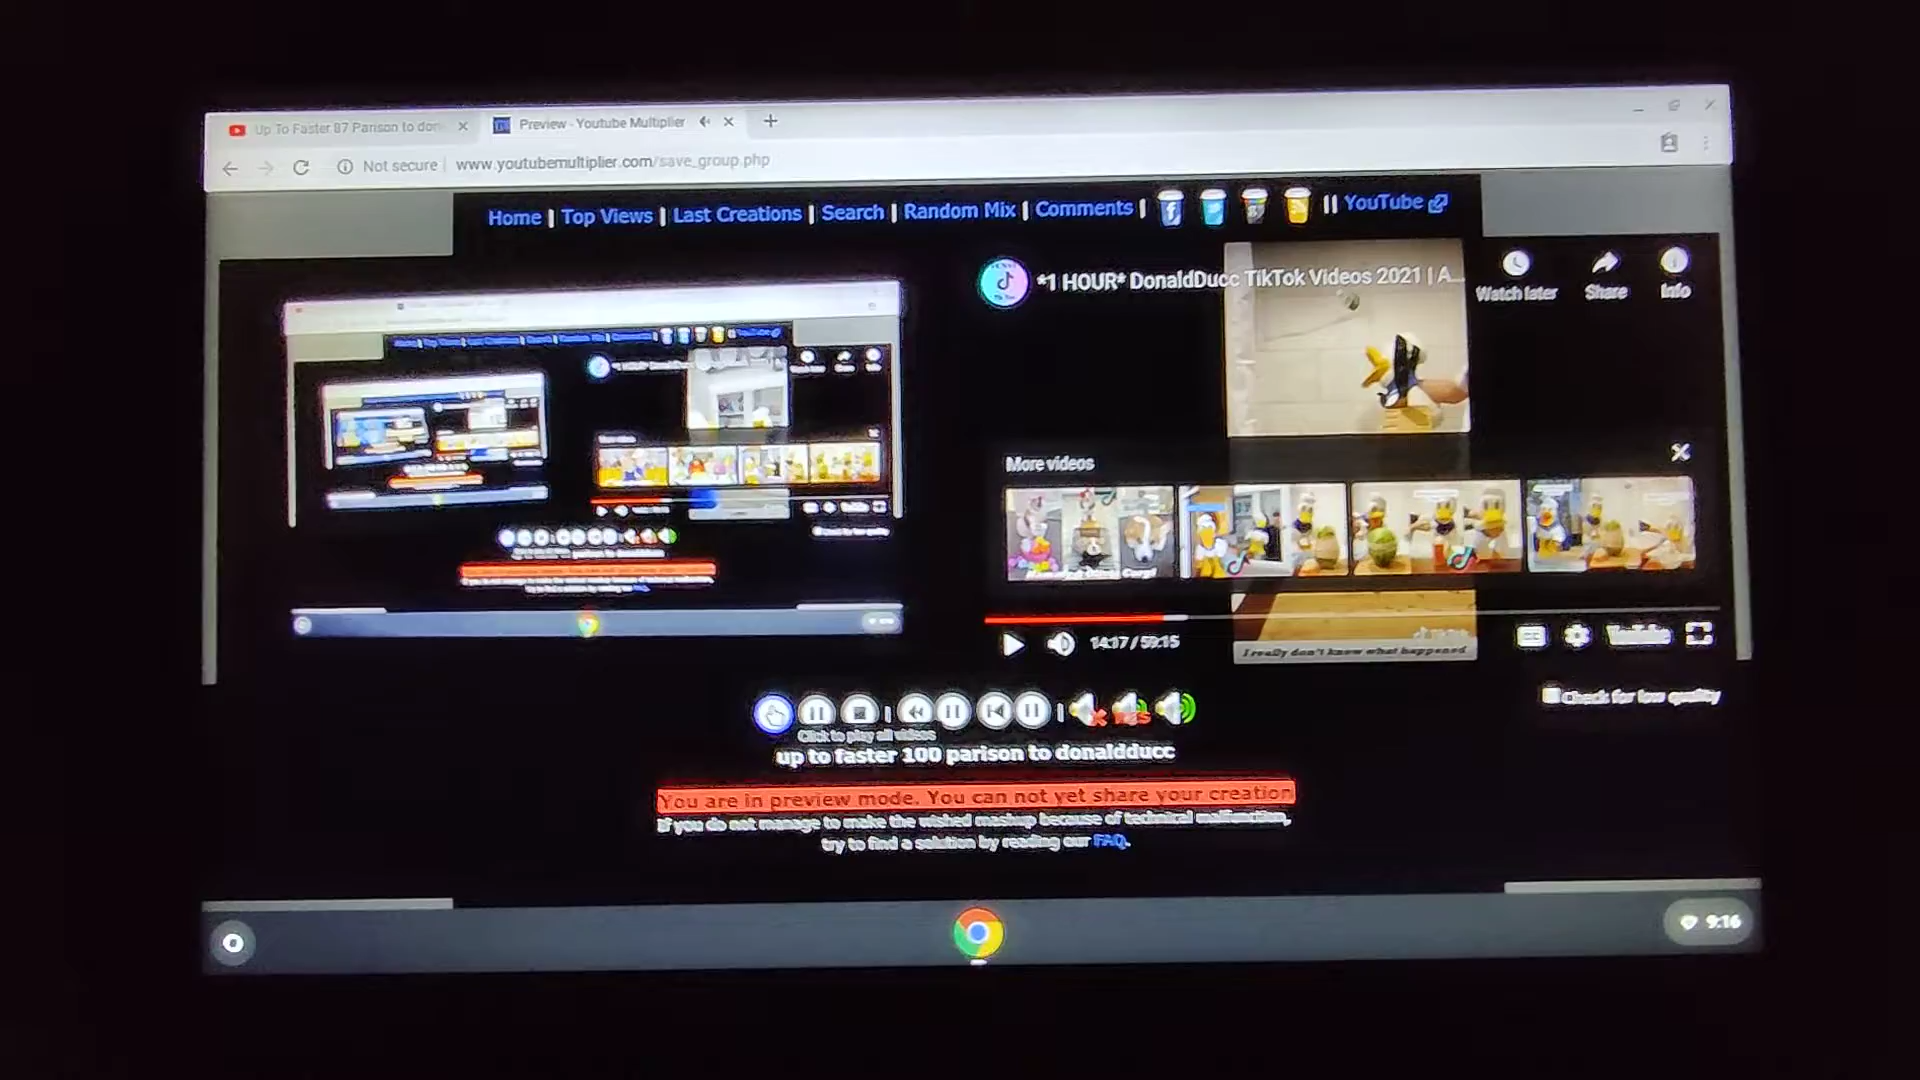 Up To Faster 87 Parison to don
Preview - Youtube Multiplier
Not secure | www.youtubemultiplier.com/save_group.php
Home | Top Views | Last Creations | Search | Random Mix | Comments | || YouTube
*1 HOUR* DonaldDucc TikTok Videos 2021 | A...
Watch later Share Info
More videos
14:17 / 59:15
YouTube
I really don't know what happened
Check for low quality
Click to play all videos
up to faster 100 parison to donaldducc
You are in preview mode. You can not yet share your creation
If you do not manage to make the wished mashup because of technical malfunction,
try to find a solution by reading our FAQ.
9:16